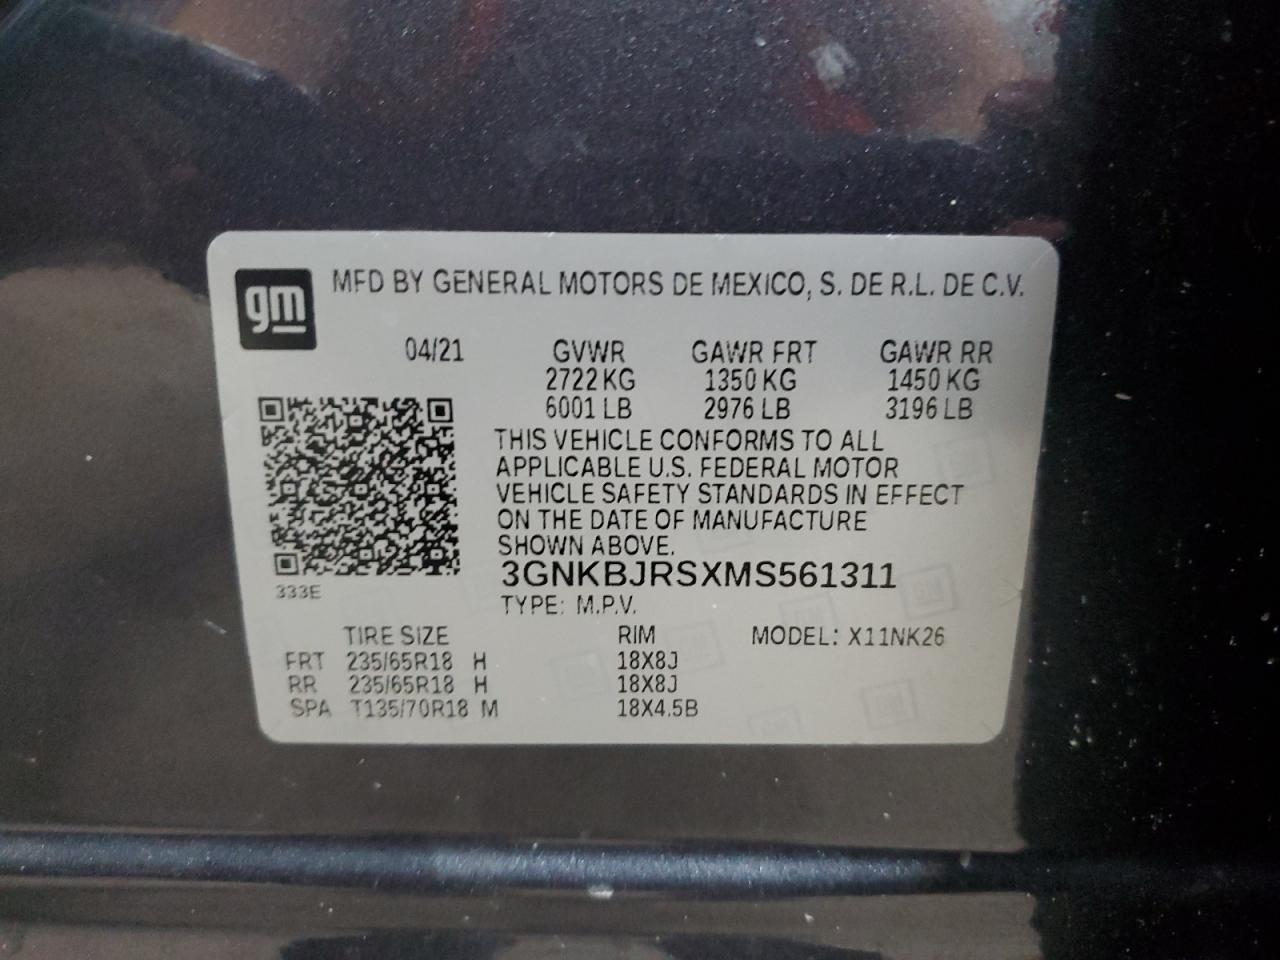 gm
MFD BY GENERAL MOTORS DE MEXICO, S. DE R.L. DE C.V.
04/21 GVWR GAWR FRT GAWR RR
2722 KG 1350 KG 1450 KG
6001 LB 2976 LB 3196 LB
THIS VEHICLE CONFORMS TO ALL
APPLICABLE U.S. FEDERAL MOTOR
VEHICLE SAFETY STANDARDS IN EFFECT
ON THE DATE OF MANUFACTURE
SHOWN ABOVE.
3GNKBJRSXMS561311
333E
TYPE: M.P.V.
TIRE SIZE RIM MODEL: X11NK26
FRT 235/65R18 H 18X8J
RR 235/65R18 H 18X8J
SPA T135/70R18 M 18X4.5B